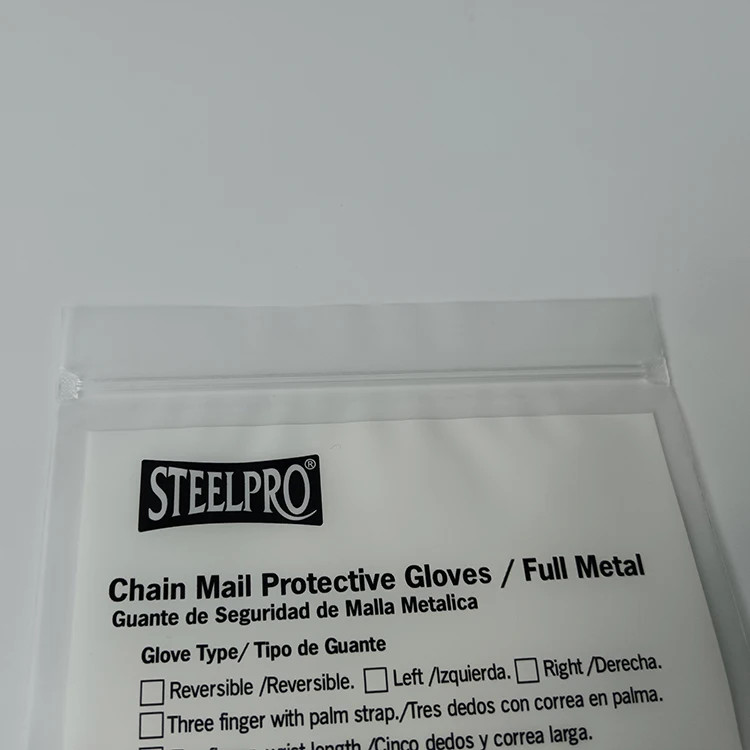 STEELPRO®
Chain Mail Protective Gloves / Full Metal
Guante de Seguridad de Malla Metalica
Glove Type/ Tipo de Guante
Reversible /Reversible. Left /Izquierda. Right /Derecha.
Three finger with palm strap./Tres dedos con correa en palma.
length /Cinco dedos y correa larga.